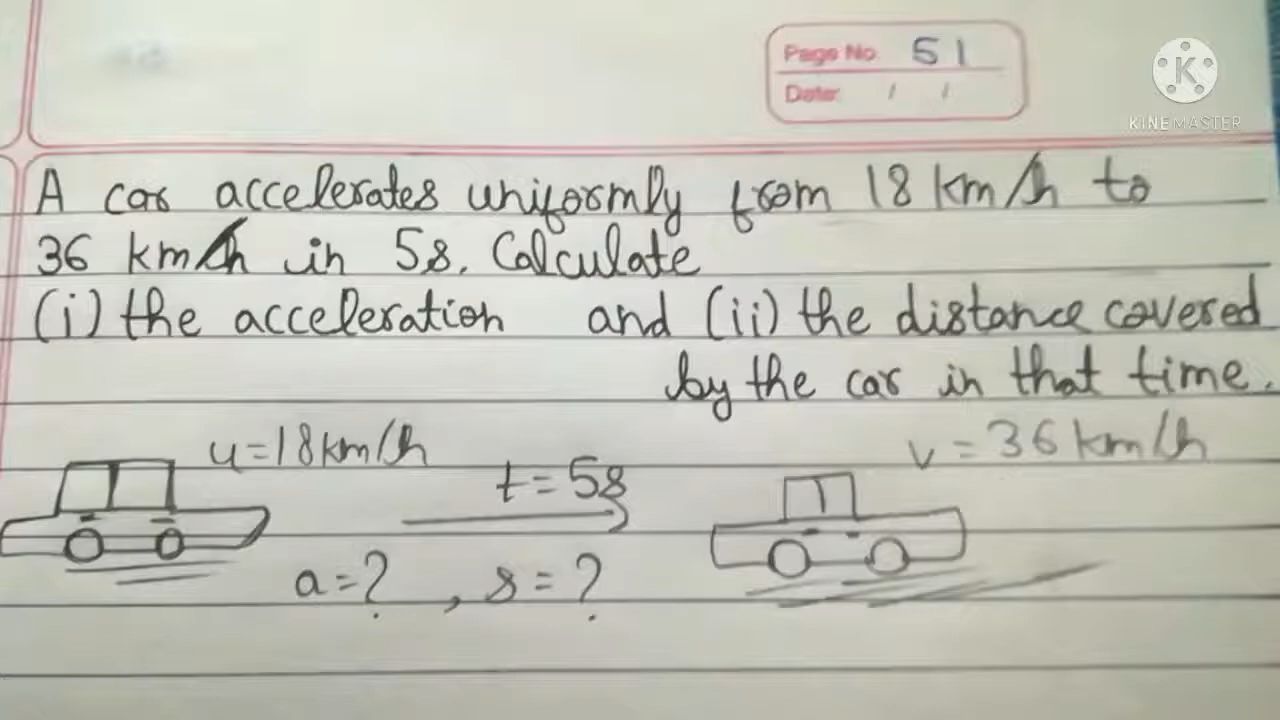 Page No. 51
Date: / /
K
KINEMASTER
A car accelerates uniformly from 18 km/h to
36 km/h in 5s. Calculate
(i) the acceleration and (ii) the distance covered
by the car in that time.
u = 18 km/h
t = 5s
v = 36 km/h
a = ? , s = ?